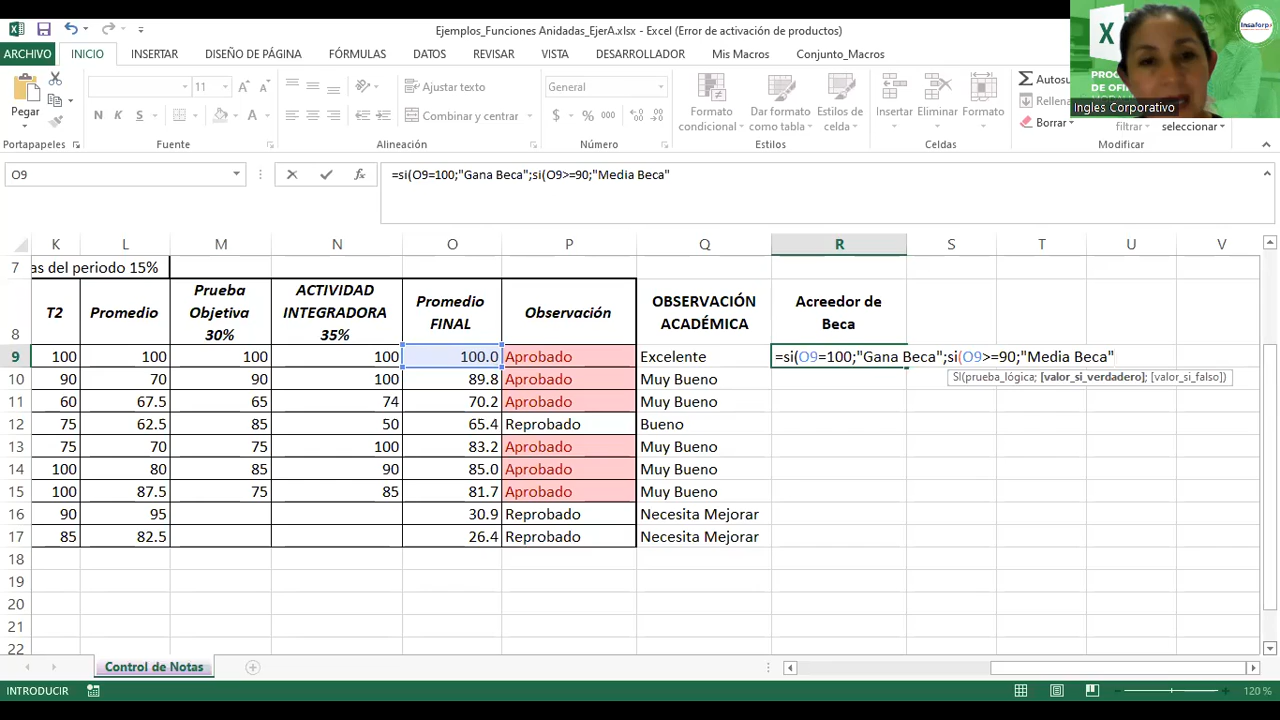 Ejemplos_Funciones Anidadas_EjerA.xlsx - Excel (Error de activación de productos)
ARCHIVO INICIO INSERTAR DISEÑO DE PÁGINA FÓRMULAS DATOS REVISAR VISTA DESARROLLADOR Mis Macros Conjunto_Macros
Pegar
N K S
11
Ajustar texto
Combinar y centrar
General
$ % 000
Formato condicional
Dar formato como tabla
Estilos de celda
Insertar
Eliminar
Formato
Autosu
Rellena
Borrar
filtrar
seleccionar
Insaforp
Ingles Corporativo
Portapapeles Fuente Alineación Número Estilos Celdas Modificar
O9 =si(O9=100;"Gana Beca";si(O9>=90;"Media Beca"
K L M N O P Q R S T U V
7 as del periodo 15%
8 T2 Promedio Prueba Objetiva 30% ACTIVIDAD INTEGRADORA 35% Promedio FINAL Observación OBSERVACIÓN ACADÉMICA Acreedor de Beca
9 100 100 100 100 100.0 Aprobado Excelente =si(O9=100;"Gana Beca";si(O9>=90;"Media Beca"
SI(prueba_lógica; [valor_si_verdadero]; [valor_si_falso])
10 90 70 90 100 89.8 Aprobado Muy Bueno
11 60 67.5 65 74 70.2 Aprobado Muy Bueno
12 75 62.5 85 50 65.4 Reprobado Bueno
13 75 70 75 100 83.2 Aprobado Muy Bueno
14 100 80 85 90 85.0 Aprobado Muy Bueno
15 100 87.5 75 85 81.7 Aprobado Muy Bueno
16 90 95 30.9 Reprobado Necesita Mejorar
17 85 82.5 26.4 Reprobado Necesita Mejorar
18
19
20
21
22
Control de Notas
INTRODUCIR
120 %